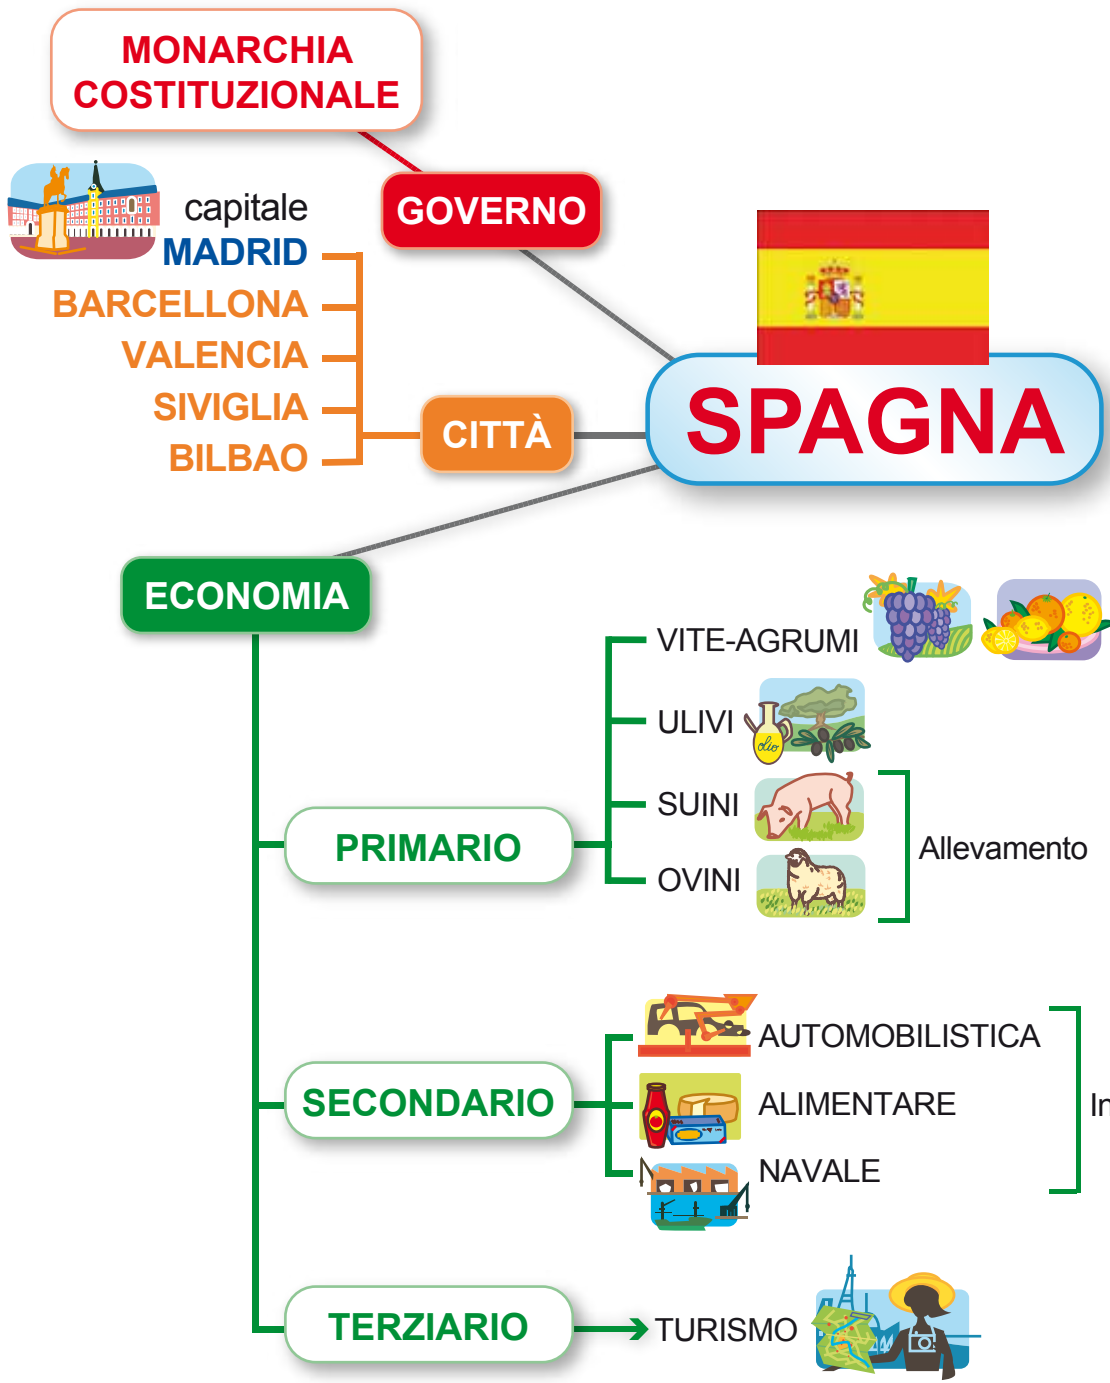 MONARCHIA
COSTITUZIONALE
GOVERNO
capitale
MADRID
BARCELLONA
VALENCIA
SIVIGLIA
BILBAO
CITTÀ
SPAGNA
ECONOMIA
VITE-AGRUMI
ULIVI
olio
SUINI
OVINI
Allevamento
PRIMARIO
AUTOMOBILISTICA
ALIMENTARE
NAVALE
In
SECONDARIO
TERZIARIO
TURISMO